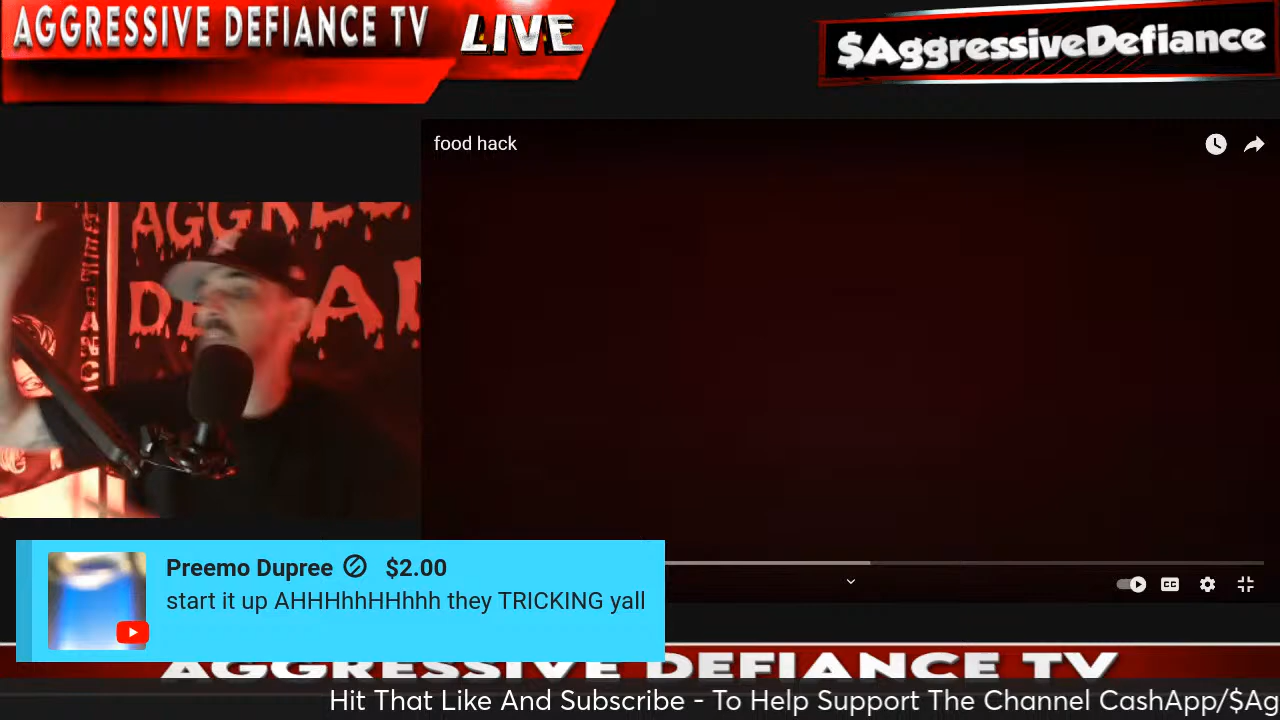 AGGRESSIVE DEFIANCE TV LIVE
$AggressiveDefiance
food hack
Preemo Dupree $2.00
start it up AHHHhhHHhhh they TRICKING yall
CC
AGGRESSIVE DEFIANCE TV
Hit That Like And Subscribe - To Help Support The Channel CashApp/$Ag